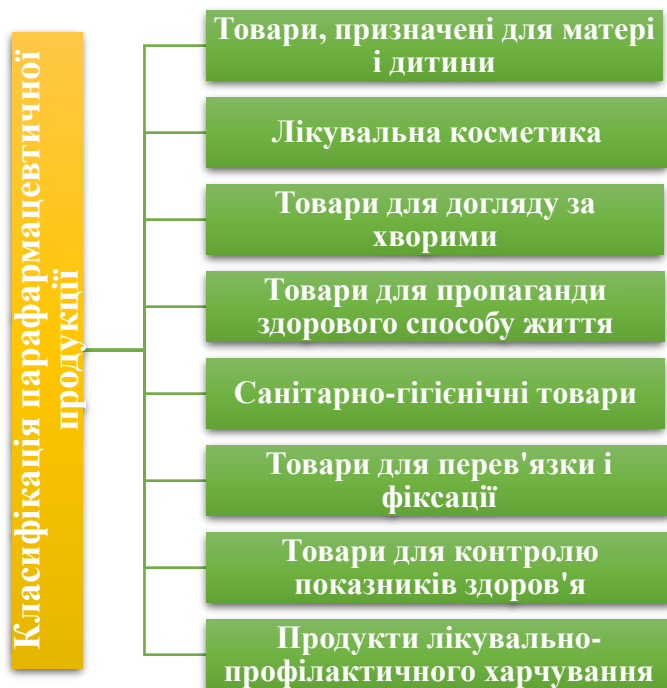 Класифікація парафармацевтичної
продукції
Товари, призначені для матері
і дитини
Лікувальна косметика
Товари для догляду за
хворими
Товари для пропаганди
здорового способу життя
Санітарно-гігієнічні товари
Товари для перев'язки і
фіксації
Товари для контролю
показників здоров'я
Продукти лікувально-
профілактичного харчування